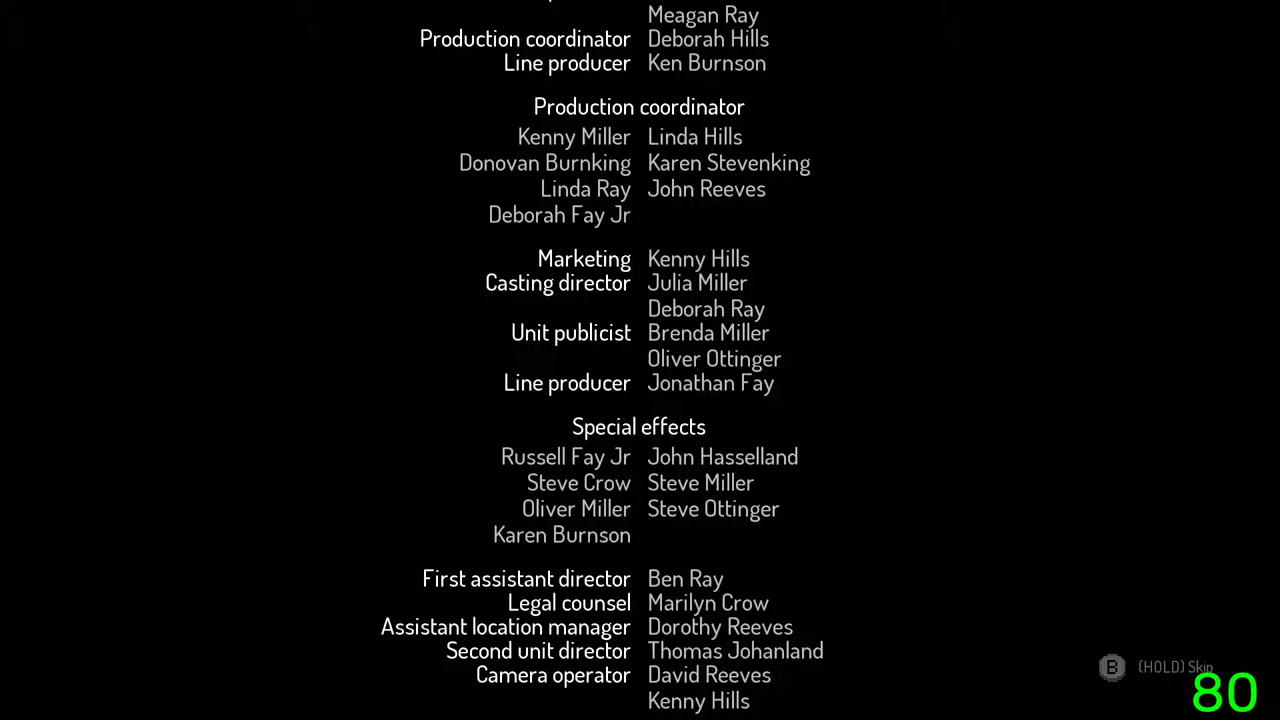 Meagan Ray
Production coordinator Deborah Hills
Line producer Ken Burnson
Production coordinator
Kenny Miller Linda Hills
Donovan Burnking Karen Stevenking
Linda Ray John Reeves
Deborah Fay Jr
Marketing Kenny Hills
Casting director Julia Miller
Deborah Ray
Unit publicist Brenda Miller
Oliver Ottinger
Line producer Jonathan Fay
Special effects
Russell Fay Jr John Hasselland
Steve Crow Steve Miller
Oliver Miller Steve Ottinger
Karen Burnson
First assistant director Ben Ray
Legal counsel Marilyn Crow
Assistant location manager Dorothy Reeves
Second unit director Thomas Johanland
Camera operator David Reeves
Kenny Hills
B (HOLD) Skip
80